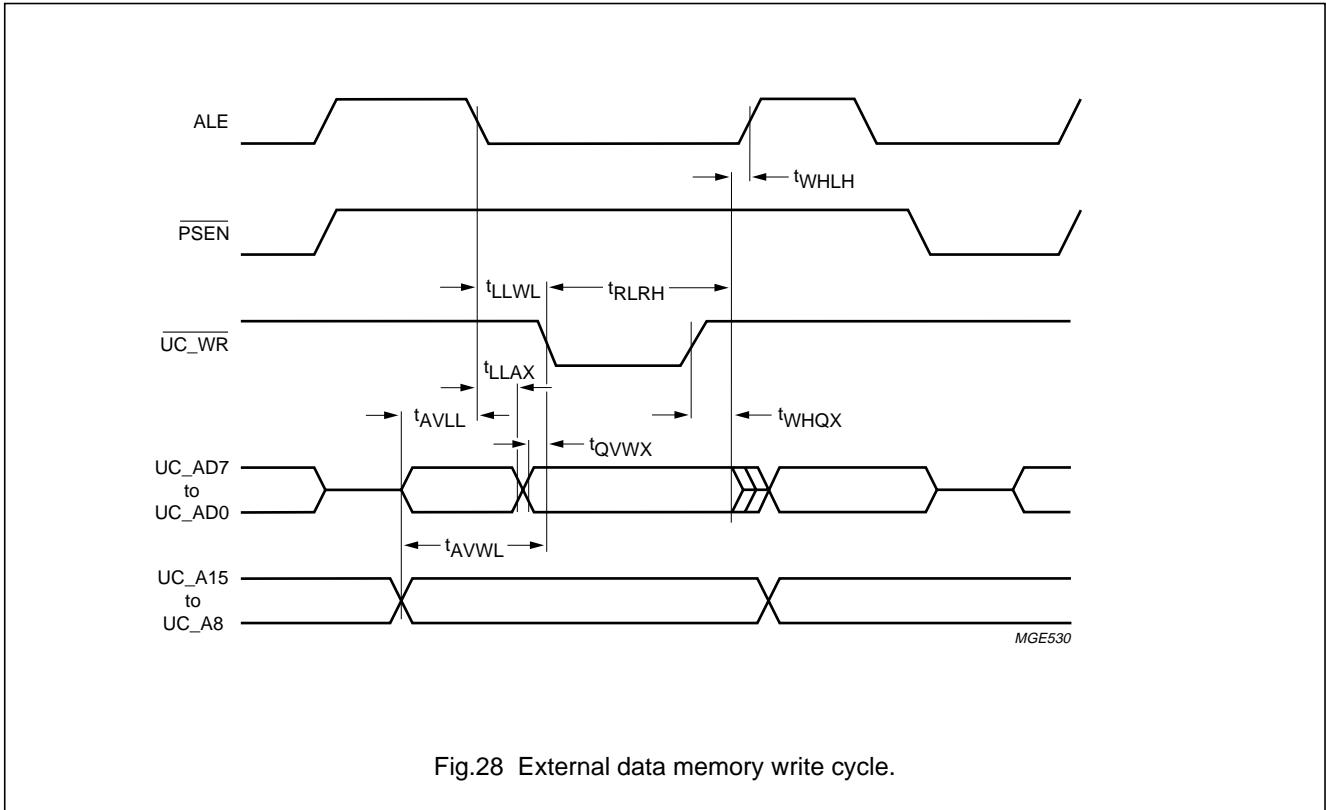 ALE
tWHLH
PSEN
tLLWL
tRLRH
UC_WR
tLLAX
tAVLL
tWHQX
tQVWX
UC_AD7
to
UC_AD0
tAVWL
UC_A15
to
UC_A8
MGE530
Fig.28 External data memory write cycle.